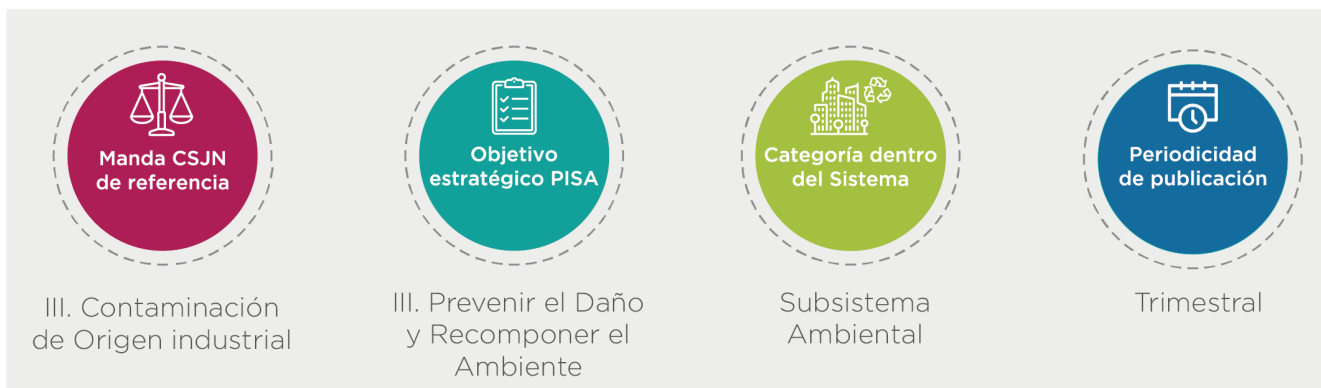 Manda CSJN
de referencia
III. Contaminación
de Origen industrial
Objetivo
estratégico PISA
III. Prevenir el Daño
y Recomponer el
Ambiente
Categoría dentro
del Sistema
Subsistema
Ambiental
Periodicidad
de publicación
Trimestral